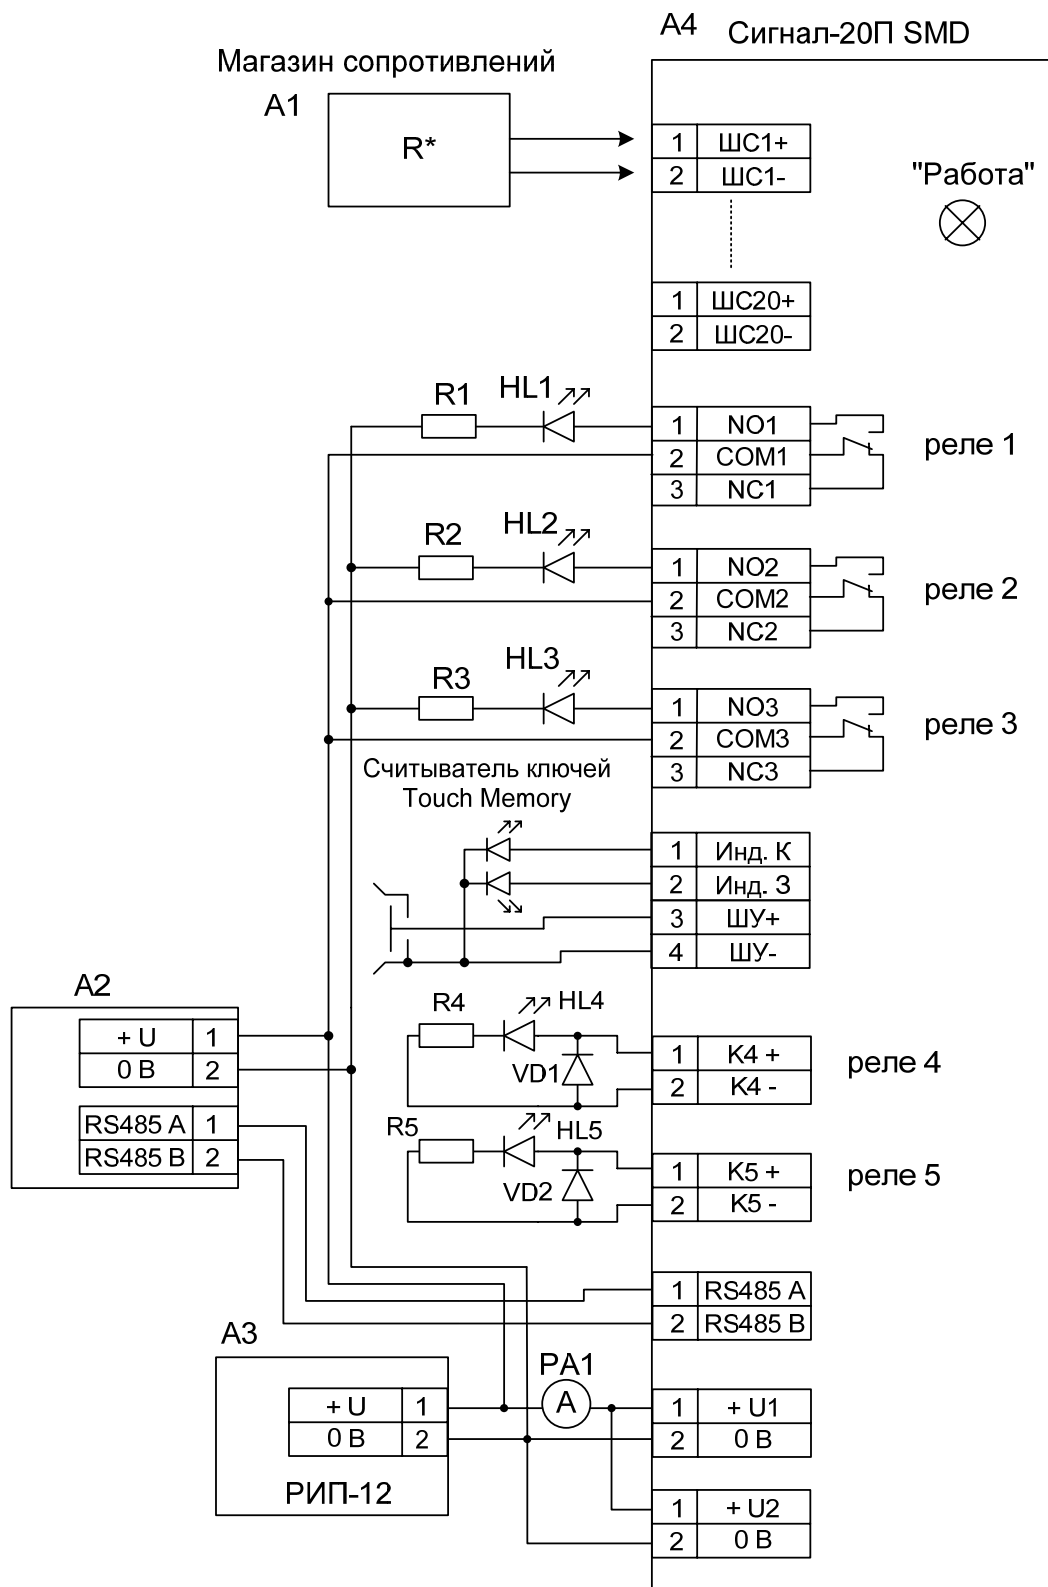 A4 Сигнал-20П SMD
Магазин сопротивлений
A1
R*
1 ШС1+
2 ШС1-
"Работа"
1 ШС20+
2 ШС20-
R1 HL1
1 NO1
2 COM1
3 NC1
реле 1
R2 HL2
1 NO2
2 COM2
3 NC2
реле 2
R3 HL3
1 NO3
2 COM3
3 NC3
реле 3
Считыватель ключей
Touch Memory
1 Инд. К
2 Инд. З
3 ШУ+
4 ШУ-
A2
+ U 1
0 В 2
RS485 A 1
RS485 B 2
R4 HL4
VD1
1 K4 +
2 K4 -
реле 4
R5 HL5
VD2
1 K5 +
2 K5 -
реле 5
1 RS485 A
2 RS485 B
A3
+ U 1
0 В 2
РИП-12
PA1
A
1 + U1
2 0 В
1 + U2
2 0 В